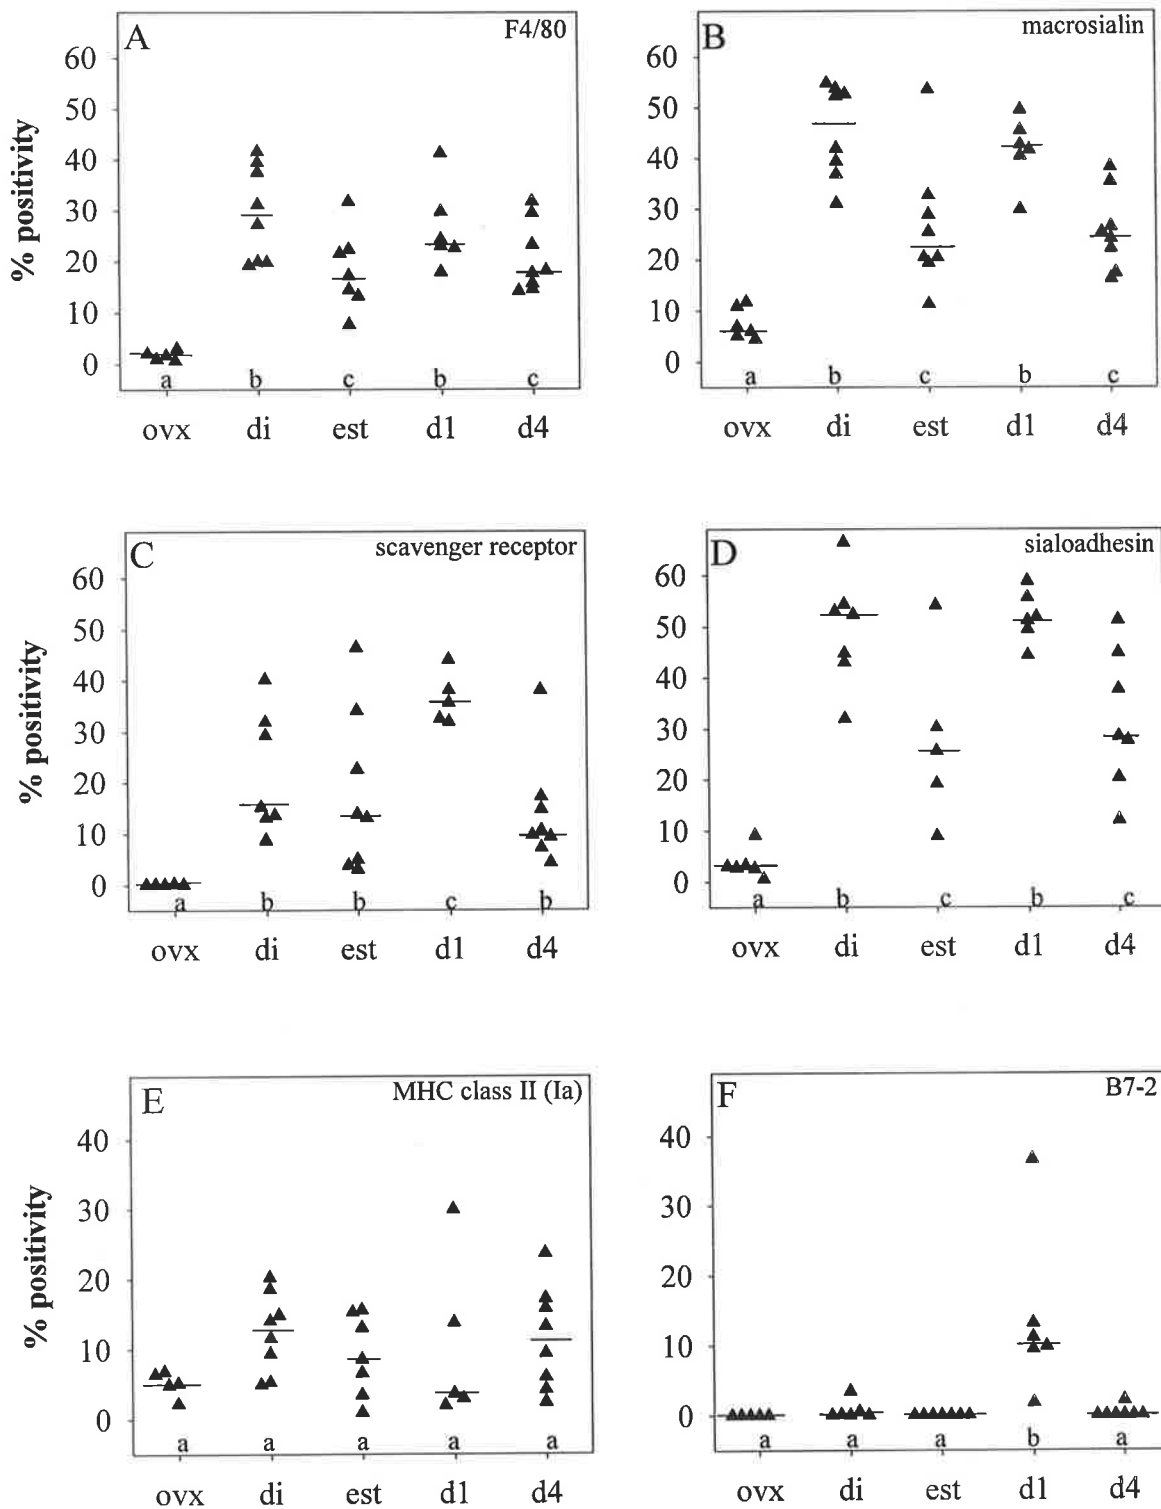 A F4/80
% positivity
60
50
40
30
20
10
0
a b c b c
ovx di est d1 d4
B macrosialin
60
50
40
30
20
10
0
a b c b c
ovx di est d1 d4
C scavenger receptor
% positivity
60
50
40
30
20
10
0
a b b c b
ovx di est d1 d4
D sialoadhesin
60
50
40
30
20
10
0
a b c b c
ovx di est d1 d4
E MHC class II (Ia)
% positivity
40
30
20
10
0
a a a a a
ovx di est d1 d4
F B7-2
40
30
20
10
0
a a a b a
ovx di est d1 d4